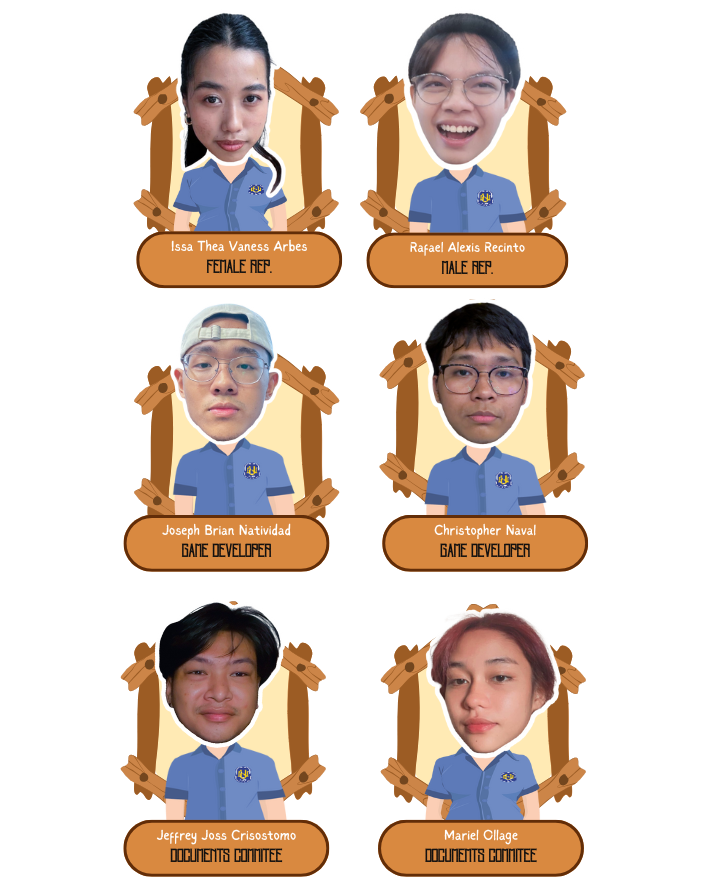 Issa Thea Vaness Arbes
FEMALE REP.
Rafael Alexis Recinto
MALE REP.
Joseph Brian Natividad
GAME DEVELOPER
Christopher Naval
GAME DEVELOPER
Jeffrey Joss Crisostomo
DOCUMENTS COMMITEE
Mariel Ollage
DOCUMENTS COMMITEE